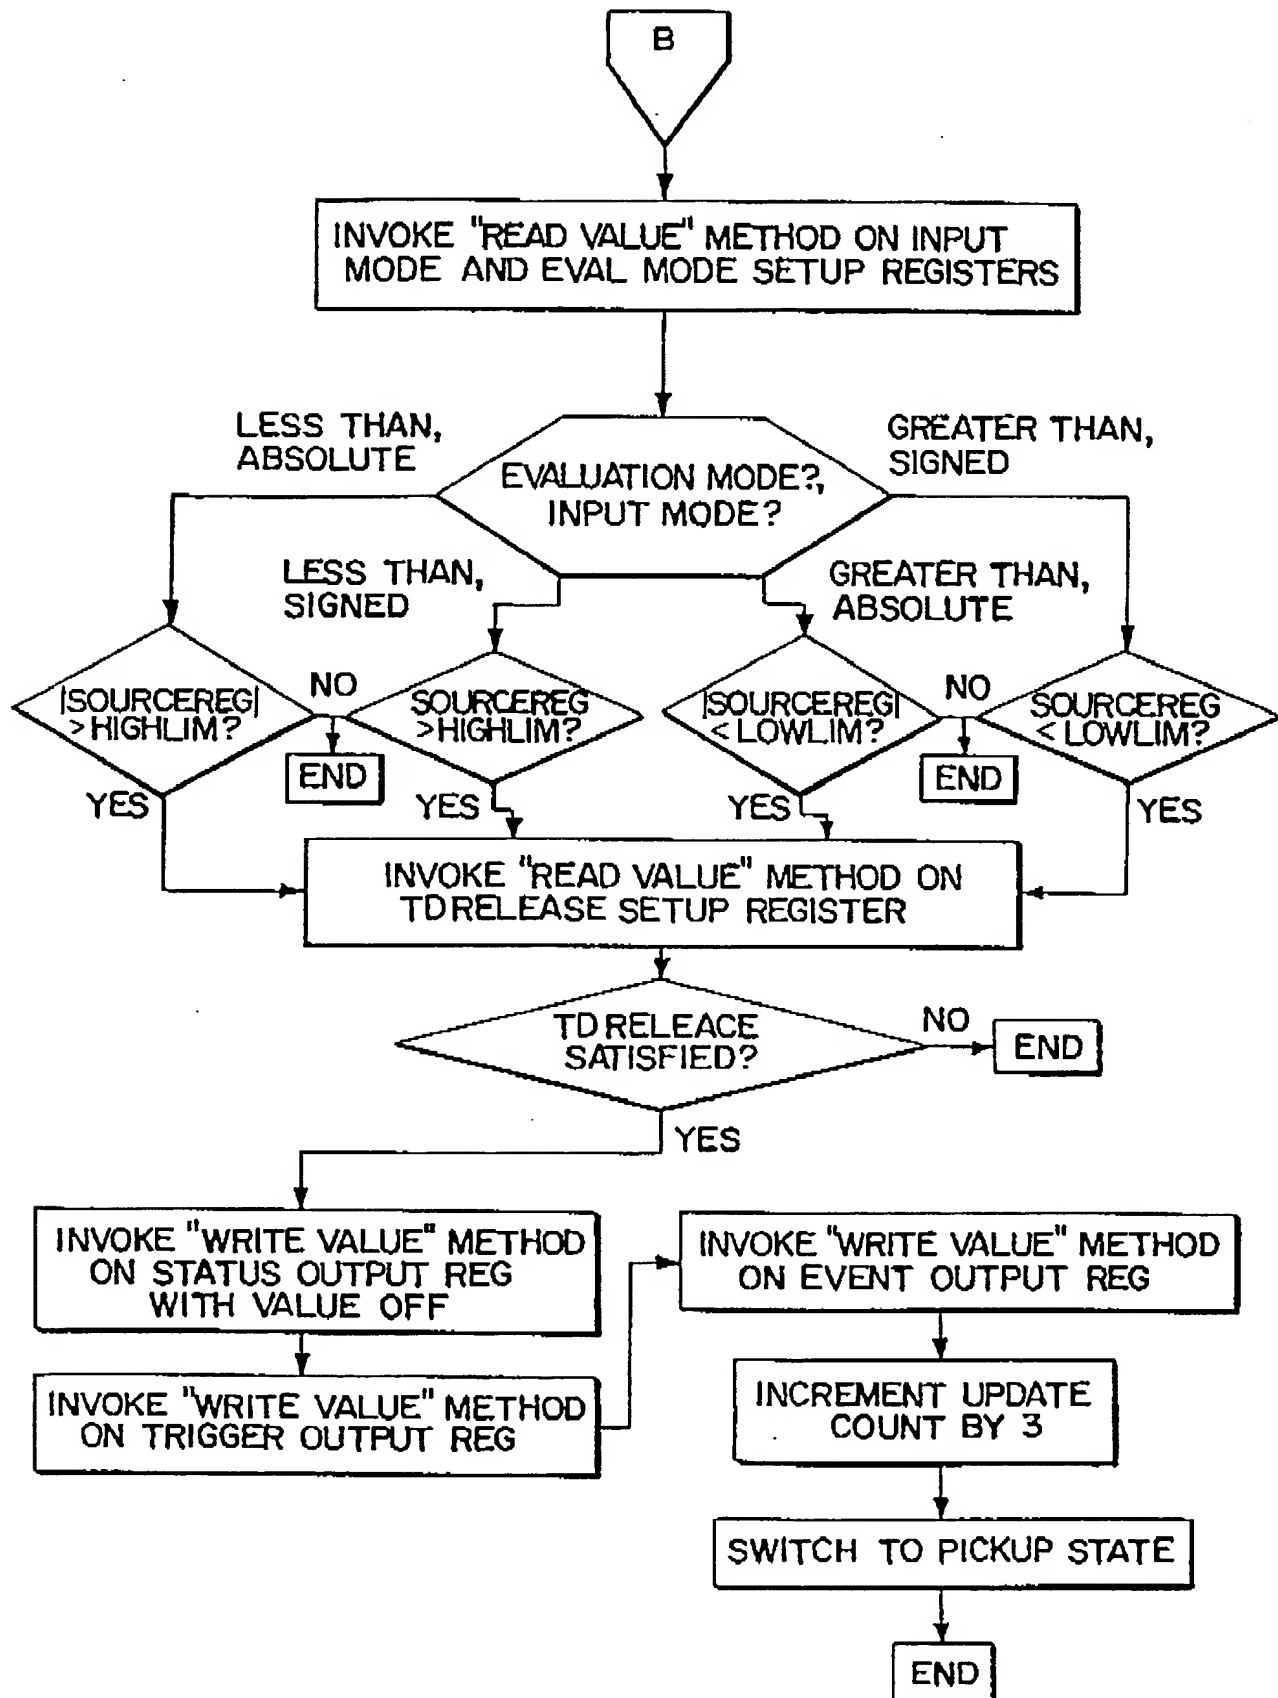 B
INVOKE "READ VALUE" METHOD ON INPUT
MODE AND EVAL MODE SETUP REGISTERS
LESS THAN,
ABSOLUTE
GREATER THAN,
SIGNED
EVALUATION MODE?,
INPUT MODE?
LESS THAN,
SIGNED
GREATER THAN,
ABSOLUTE
|SOURCEREG|
>HIGHLIM?
NO
SOURCEREG
>HIGHLIM?
|SOURCEREG|
< LOWLIM?
NO
SOURCEREG
< LOWLIM?
END
END
YES
YES
YES
YES
INVOKE "READ VALUE" METHOD ON
TDRELEASE SETUP REGISTER
TD RELEACE
SATISFIED?
NO
END
YES
INVOKE "WRITE VALUE" METHOD
ON STATUS OUTPUT REG
WITH VALUE OFF
INVOKE "WRITE VALUE" METHOD
ON TRIGGER OUTPUT REG
INVOKE "WRITE VALUE" METHOD
ON EVENT OUTPUT REG
INCREMENT UPDATE
COUNT BY 3
SWITCH TO PICKUP STATE
END